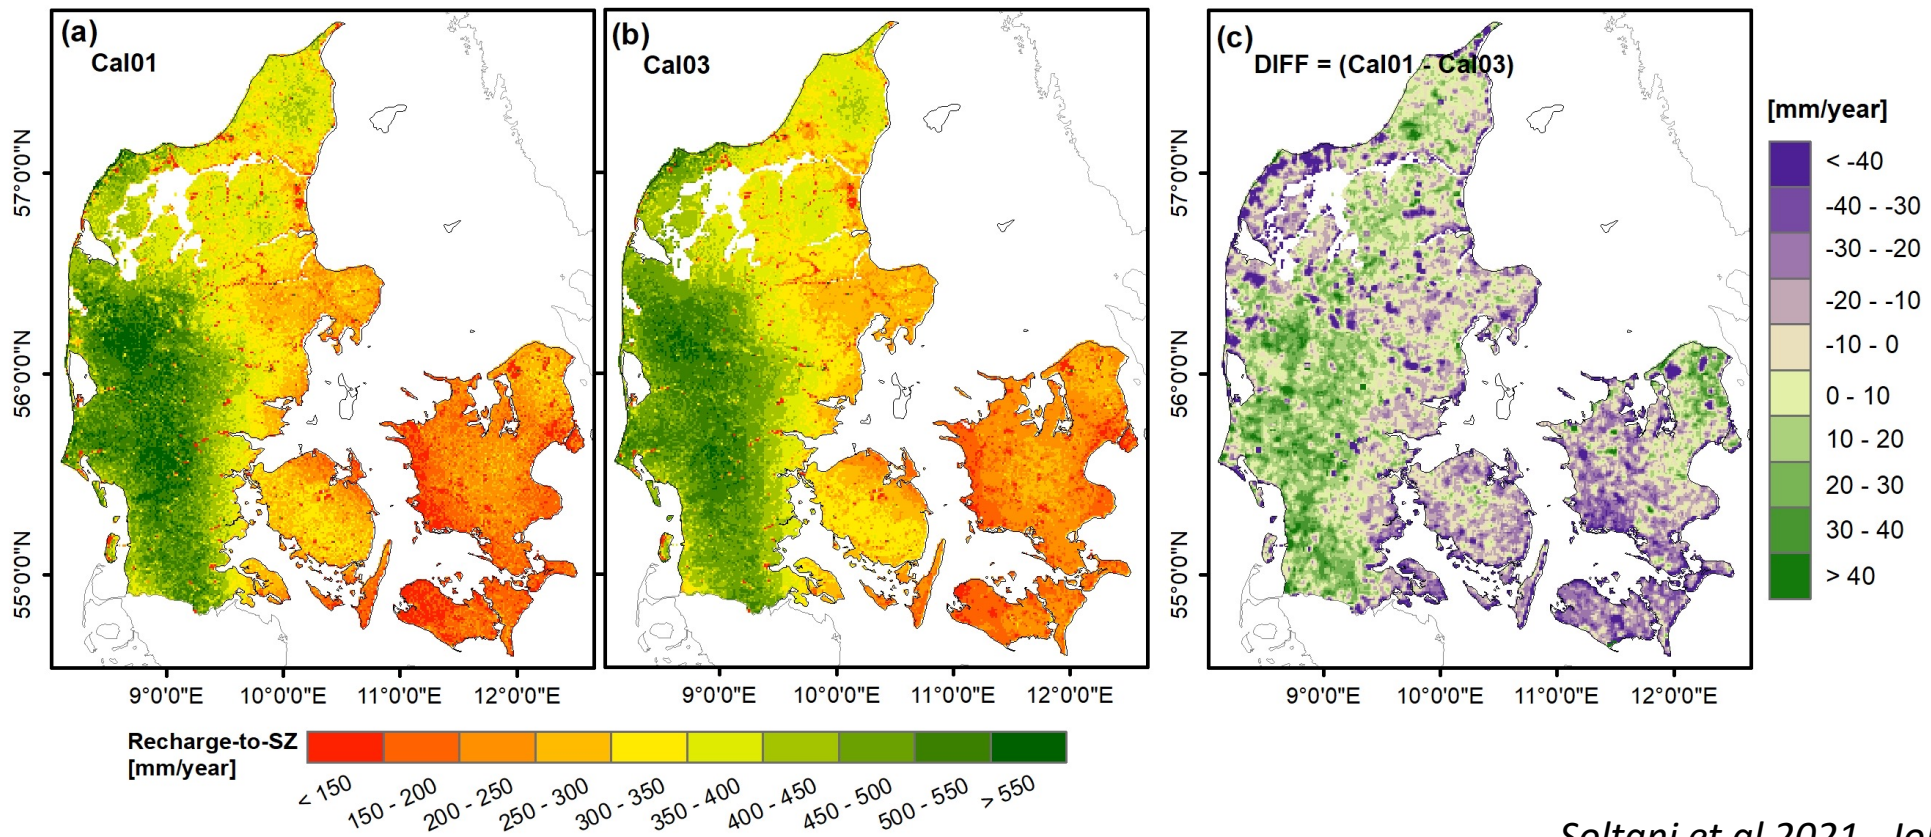 (a)
Cal01
(b)
Cal03
(c)
DIFF = (Cal01 - Cal03)
[mm/year]
< -40
-40 - -30
-30 - -20
-20 - -10
-10 - 0
0 - 10
10 - 20
20 - 30
30 - 40
> 40
57°0'0"N
56°0'0"N
55°0'0"N
57°0'0"N
56°0'0"N
55°0'0"N
9°0'0"E 10°0'0"E 11°0'0"E 12°0'0"E
9°0'0"E 10°0'0"E 11°0'0"E 12°0'0"E
9°0'0"E 10°0'0"E 11°0'0"E 12°0'0"E
Recharge-to-SZ
[mm/year]
< 150
150 - 200
200 - 250
250 - 300
300 - 350
350 - 400
400 - 450
450 - 500
500 - 550
> 550
Soltani et al 2021